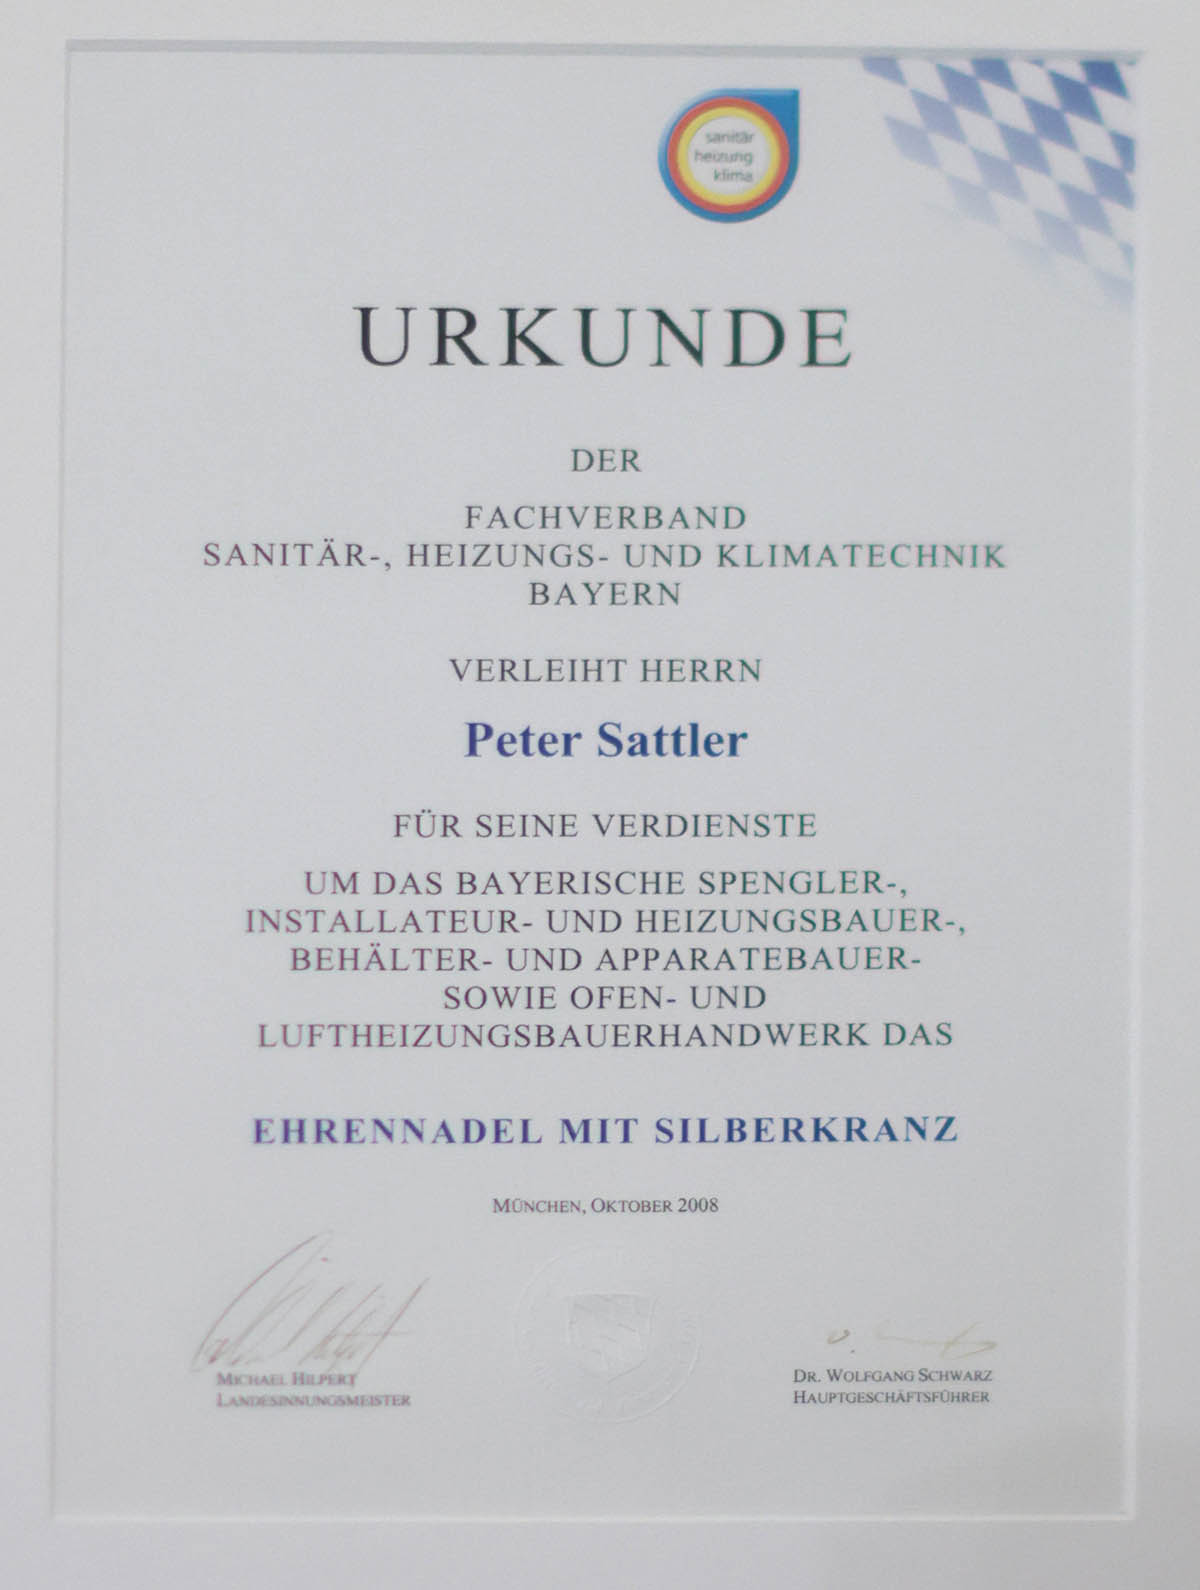 sanitär
heizung
klima
URKUNDE
DER
FACHVERBAND
SANITÄR-, HEIZUNGS- UND KLIMATECHNIK
BAYERN
VERLEIHT HERRN
Peter Sattler
FÜR SEINE VERDIENSTE
UM DAS BAYERISCHE SPENGLER-,
INSTALLATEUR- UND HEIZUNGSBAUER-,
BEHÄLTER- UND APPARATEBAUER-
SOWIE OFEN- UND
LUFTHEIZUNGSBAUERHANDWERK DAS
EHRENNADEL MIT SILBERKRANZ
MÜNCHEN, OKTOBER 2008
MICHAEL HILPERT
LANDESINNUNGSMEISTER
DR. WOLFGANG SCHWARZ
HAUPTGESCHÄFTSFÜHRER